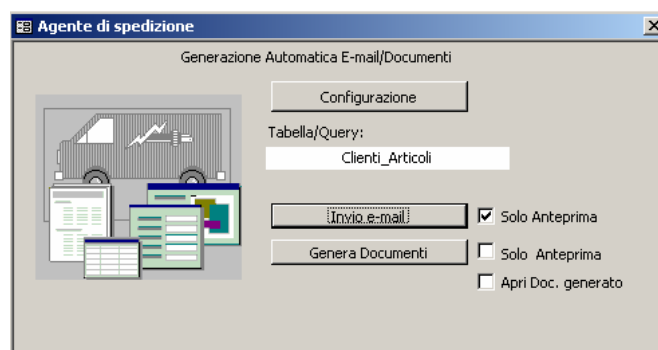 Agente di spedizione
Generazione Automatica E-mail/Documenti
Configurazione
Tabella/Query:
Clienti_Articoli
Invio e-mail Solo Anteprima
Genera Documenti Solo Anteprima
Apri Doc. generato